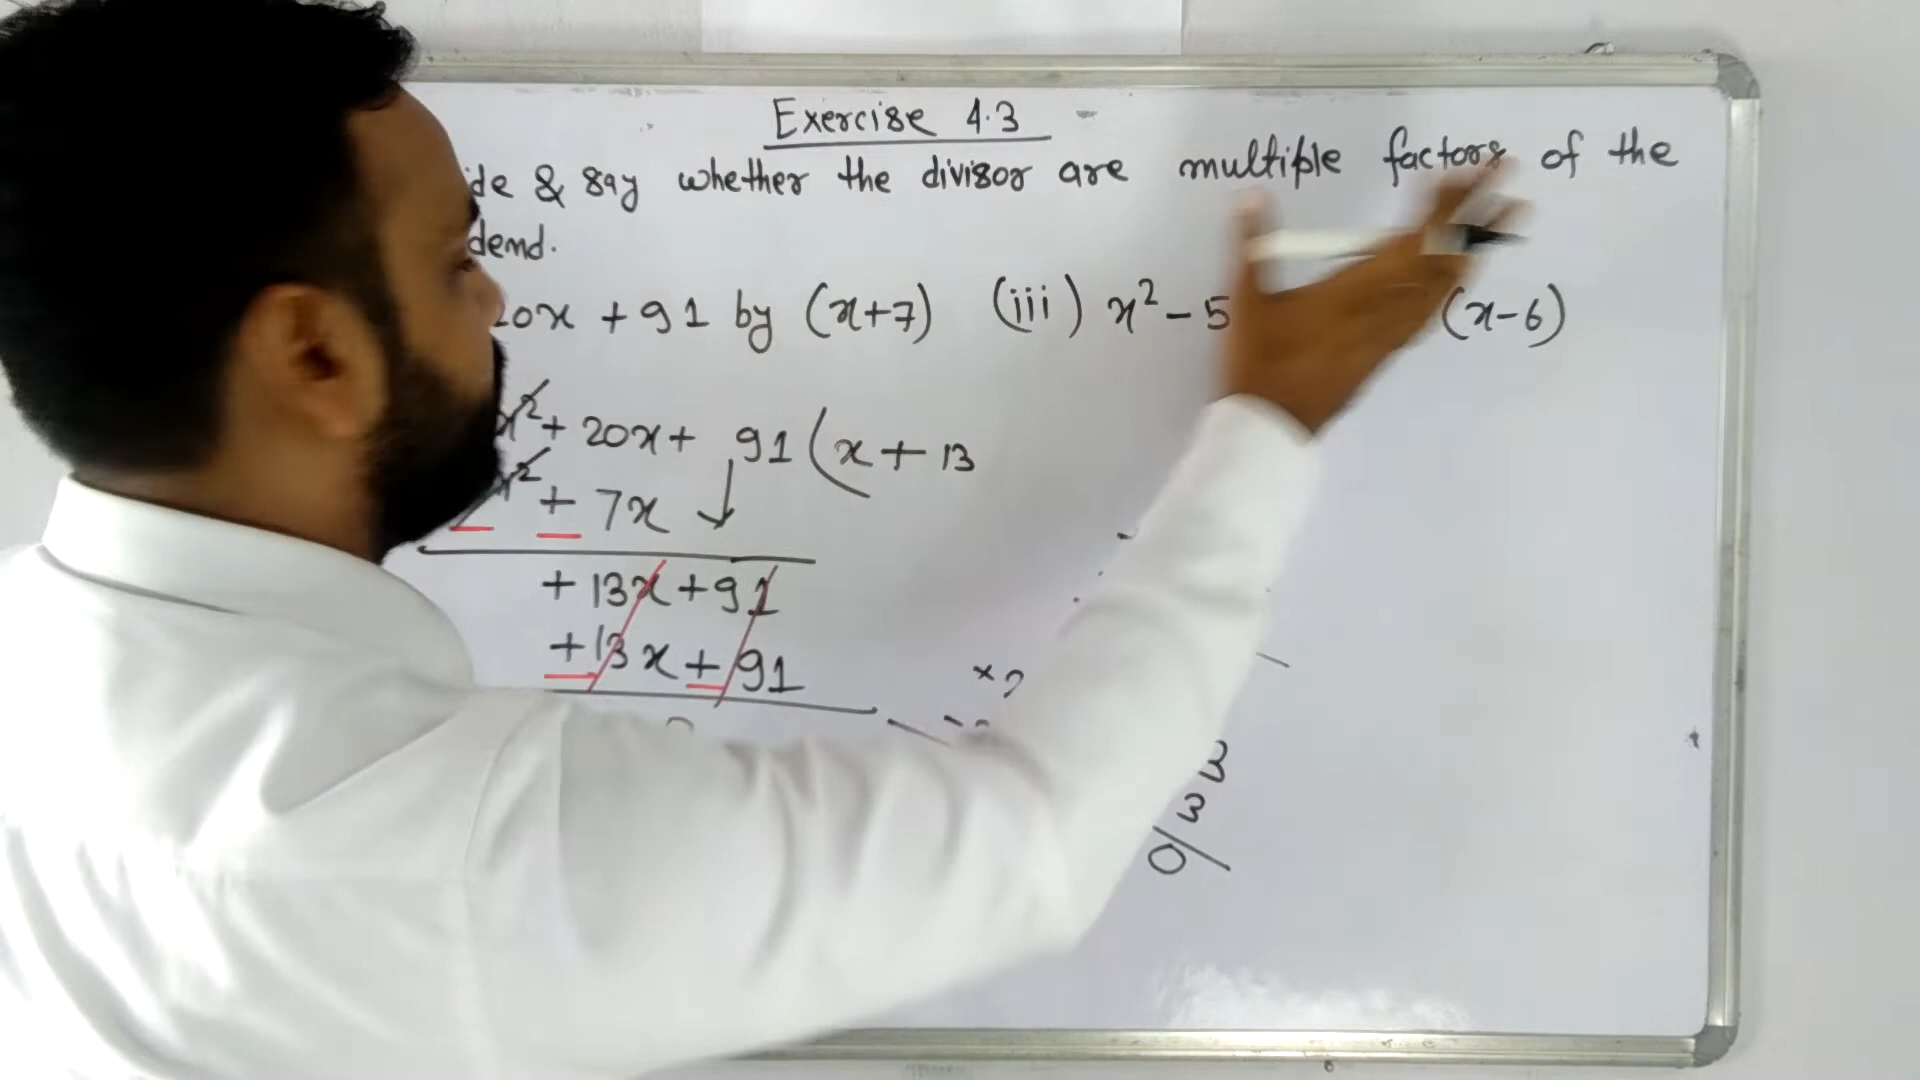 Exercise 4.3
de & say whether the divisor are multiple factors of the
dend.
20x + 91 by (x+7) (iii) x² - 5 (x-6)
x² + 20x + 91 (x + 13
x² + 7x
+ 13x + 91
+ 13x + 91